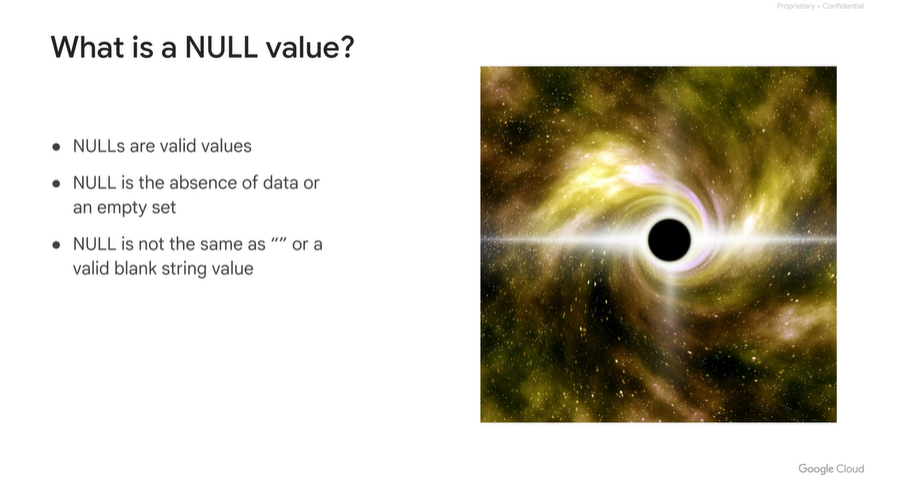 Proprietary + Confidential
What is a NULL value?
● NULLs are valid values
● NULL is the absence of data or
an empty set
● NULL is not the same as “” or a
valid blank string value
Google Cloud